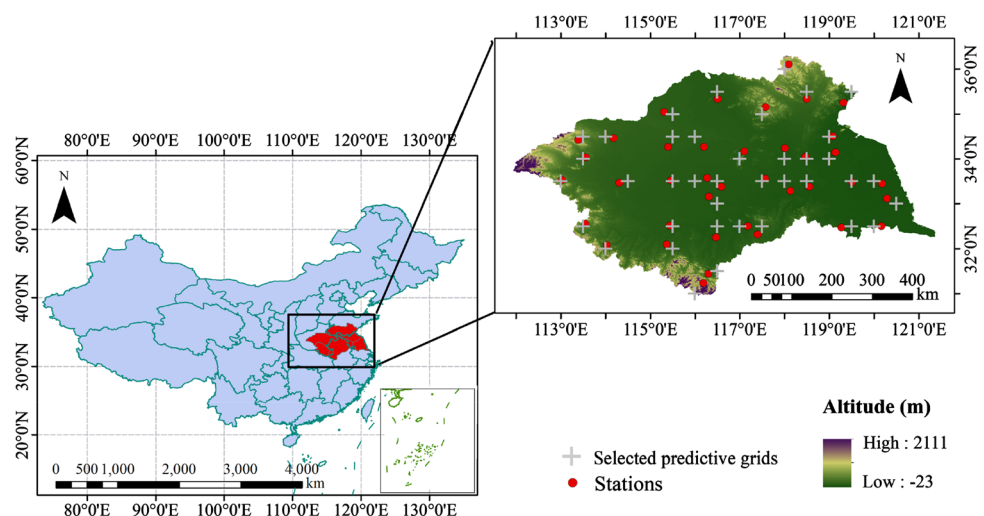 113°0'E 115°0'E 117°0'E 119°0'E 121°0'E
N
36°0'N
34°0'N
32°0'N
0 50 100 200 300 400
km
113°0'E 115°0'E 117°0'E 119°0'E 121°0'E
80°0'E 90°0'E 100°0'E 110°0'E 120°0'E 130°0'E
60°0'N
N
50°0'N
40°0'N
30°0'N
20°0'N
0 500 1,000 2,000 3,000 4,000
km
80°0'E 90°0'E 100°0'E 110°0'E 120°0'E 130°0'E
Altitude (m)
High : 2111
Low : -23
Selected predictive grids
Stations